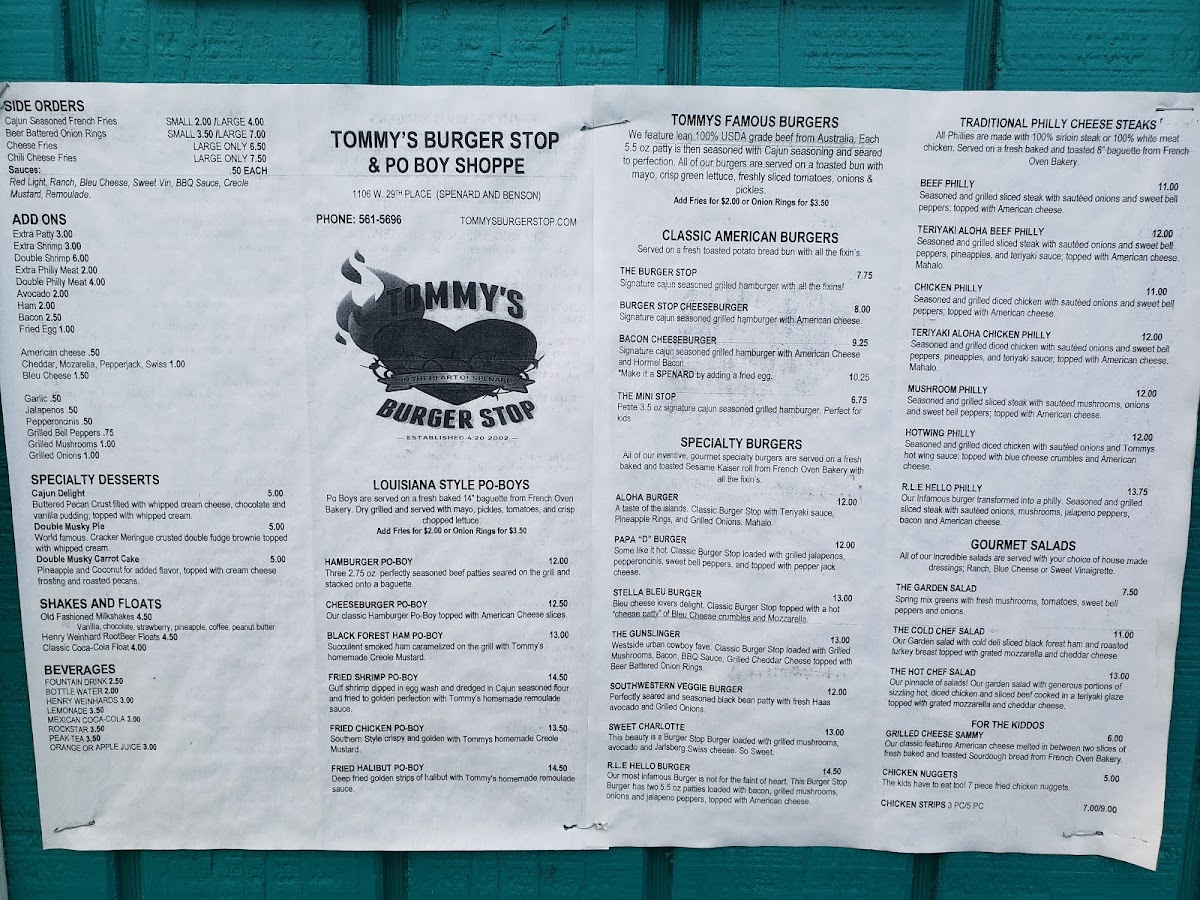 SIDE ORDERS
Cajun Seasoned French Fries SMALL 2.00 /LARGE 4.00
Beer Battered Onion Rings SMALL 3.50 /LARGE 7.00
Cheese Fries LARGE ONLY 6.50
Chili Cheese Fries LARGE ONLY 7.50
Sauces: .50 EACH
Red Light, Ranch, Bleu Cheese, Sweet Vin, BBQ Sauce, Creole
Mustard, Remoulade.
ADD ONS
Extra Patty 3.00
Extra Shrimp 3.00
Double Shrimp 6.00
Extra Philly Meat 2.00
Double Philly Meat 4.00
Avocado 2.00
Ham 2.00
Bacon 2.50
Fried Egg 1.00
American cheese .50
Cheddar, Mozarella, Pepperjack, Swiss 1.00
Bleu Cheese 1.50
Garlic .50
Jalapenos .50
Pepperoncinis .50
Grilled Bell Peppers .75
Grilled Mushrooms 1.00
Grilled Onions 1.00
SPECIALTY DESSERTS
Cajun Delight 5.00
Buttered Pecan Crust filled with whipped cream cheese, chocolate and
vanilla pudding; topped with whipped cream.
Double Musky Pie 5.00
World famous. Cracker Meringue crusted double fudge brownie topped
with whipped cream.
Double Musky Carrot Cake 5.00
Pineapple and Coconut for added flavor, topped with cream cheese
frosting and roasted pecans.
SHAKES AND FLOATS
Old Fashioned Milkshakes 4.50
Vanilla, chocolate, strawberry, pineapple, coffee, peanut butter
Henry Weinhard RootBeer Floats 4.50
Classic Coca-Cola Float 4.00
BEVERAGES
FOUNTAIN DRINK 2.50
BOTTLE WATER 2.00
HENRY WEINHARDS 3.00
LEMONADE 3.50
MEXICAN COCA-COLA 3.00
ROCKSTAR 3.50
PEAK TEA 3.50
ORANGE OR APPLE JUICE 3.00
TOMMY'S BURGER STOP
& PO BOY SHOPPE
1106 W. 29TH PLACE (SPENARD AND BENSON)
PHONE: 561-5696 TOMMYSBURGERSTOP.COM
TOMMY'S
IN THE HEART OF SPENARD
BURGER STOP
— ESTABLISHED 4·20·2002 —
LOUISIANA STYLE PO-BOYS
Po Boys are served on a fresh baked 14" baguette from French Oven
Bakery. Dry grilled and served with mayo, pickles, tomatoes, and crisp
chopped lettuce.
Add Fries for $2.00 or Onion Rings for $3.50
HAMBURGER PO-BOY 12.00
Three 2.75 oz perfectly seasoned beef patties seared on the grill and
stacked onto a baguette.
CHEESEBURGER PO-BOY 12.50
Our classic Hamburger Po-Boy topped with American Cheese slices.
BLACK FOREST HAM PO-BOY 13.00
Succulent smoked ham caramelized on the grill with Tommy's
homemade Creole Mustard.
FRIED SHRIMP PO-BOY 14.50
Gulf shrimp dipped in egg wash and dredged in Cajun seasoned flour
and fried to golden perfection with Tommy's homemade remoulade
sauce.
FRIED CHICKEN PO-BOY 13.50
Southern Style crispy and golden with Tommys homemade Creole
Mustard.
FRIED HALIBUT PO-BOY 14.50
Deep fried golden strips of halibut with Tommy's homemade remoulade
sauce.
TOMMYS FAMOUS BURGERS
We feature lean 100% USDA grade beef from Australia. Each
5.5 oz patty is then seasoned with Cajun seasoning and seared
to perfection. All of our burgers are served on a toasted bun with
mayo, crisp green lettuce, freshly sliced tomatoes, onions &
pickles.
Add Fries for $2.00 or Onion Rings for $3.50
CLASSIC AMERICAN BURGERS
Served on a fresh toasted potato bread bun with all the fixin's.
THE BURGER STOP 7.75
Signature cajun seasoned grilled hamburger with all the fixins!
BURGER STOP CHEESEBURGER 8.00
Signature cajun seasoned grilled hamburger with American cheese.
BACON CHEESEBURGER 9.25
Signature cajun seasoned grilled hamburger with American Cheese
and Hormel Bacon
*Make it a SPENARD by adding a fried egg. 10.25
THE MINI STOP 6.75
Petite 3.5 oz signature cajun seasoned grilled hamburger. Perfect for
kids.
SPECIALTY BURGERS
All of our inventive, gourmet specialty burgers are served on a fresh
baked and toasted Sesame Kaiser roll from French Oven Bakery with
all the fixin's.
ALOHA BURGER 12.00
A taste of the islands. Classic Burger Stop with Teriyaki sauce,
Pineapple Rings, and Grilled Onions. Mahalo.
PAPA "D" BURGER 12.00
Some like it hot. Classic Burger Stop loaded with grilled jalapenos,
pepperoncinis, sweet bell peppers, and topped with pepper jack
cheese.
STELLA BLEU BURGER 13.00
Bleu cheese lovers delight. Classic Burger Stop topped with a hot
"cheese patty" of Bleu Cheese crumbles and Mozzarella.
THE GUNSLINGER 13.00
Westside urban cowboy fave. Classic Burger Stop loaded with Grilled
Mushrooms, Bacon, BBQ Sauce, Grilled Cheddar Cheese topped with
Beer Battered Onion Rings.
SOUTHWESTERN VEGGIE BURGER 12.00
Perfectly seared and seasoned black bean patty with fresh Haas
avocado and Grilled Onions.
SWEET CHARLOTTE 13.00
This beauty is a Burger Stop Burger loaded with grilled mushrooms,
avocado and Jarlsberg Swiss cheese. So Sweet.
R.L.E HELLO BURGER 14.50
Our most infamous Burger is not for the faint of heart. This Burger Stop
Burger has two 5.5 oz patties loaded with bacon, grilled mushrooms,
onions and jalapeno peppers, topped with American cheese.
TRADITIONAL PHILLY CHEESE STEAKS
All Phillies are made with 100% sirloin steak or 100% white meat
chicken. Served on a fresh baked and toasted 8" baguette from French
Oven Bakery.
BEEF PHILLY 11.00
Seasoned and grilled sliced steak with sautéed onions and sweet bell
peppers; topped with American cheese.
TERIYAKI ALOHA BEEF PHILLY 12.00
Seasoned and grilled sliced steak with sautéed onions and sweet bell
peppers, pineapples, and teriyaki sauce; topped with American cheese.
Mahalo.
CHICKEN PHILLY 11.00
Seasoned and grilled diced chicken with sautéed onions and sweet bell
peppers; topped with American cheese.
TERIYAKI ALOHA CHICKEN PHILLY 12.00
Seasoned and grilled diced chicken with sautéed onions and sweet bell
peppers, pineapples, and teriyaki sauce; topped with American cheese.
Mahalo.
MUSHROOM PHILLY 12.00
Seasoned and grilled sliced steak with sauteed mushrooms, onions
and sweet bell peppers; topped with American cheese.
HOTWING PHILLY 12.00
Seasoned and grilled diced chicken with sautéed onions and Tommys
hot wing sauce: topped with blue cheese crumbles and American
cheese.
R.L.E HELLO PHILLY 13.75
Our Infamous burger transformed into a philly. Seasoned and grilled
sliced steak with sautéed onions, mushrooms, jalapeno peppers,
bacon and American cheese.
GOURMET SALADS
All of our incredible salads are served with your choice of house made
dressings; Ranch, Blue Cheese or Sweet Vinaigrette.
THE GARDEN SALAD 7.50
Spring mix greens with fresh mushrooms, tomatoes, sweet bell
peppers and onions.
THE COLD CHEF SALAD 11.00
Our Garden salad with cold deli sliced black forest ham and roasted
turkey breast topped with grated mozzarella and cheddar cheese.
THE HOT CHEF SALAD 13.00
Our pinnacle of salads! Our garden salad with generous portions of
sizzling hot, diced chicken and sliced beef cooked in a teriyaki glaze
topped with grated mozzarella and cheddar cheese.
FOR THE KIDDOS
GRILLED CHEESE SAMMY 6.00
Our classic features American cheese melted in between two slices of
fresh baked and toasted Sourdough bread from French Oven Bakery.
CHICKEN NUGGETS 5.00
The kids have to eat too! 7 piece fried chicken nuggets.
CHICKEN STRIPS 3 PC/5 PC 7.00/9.00